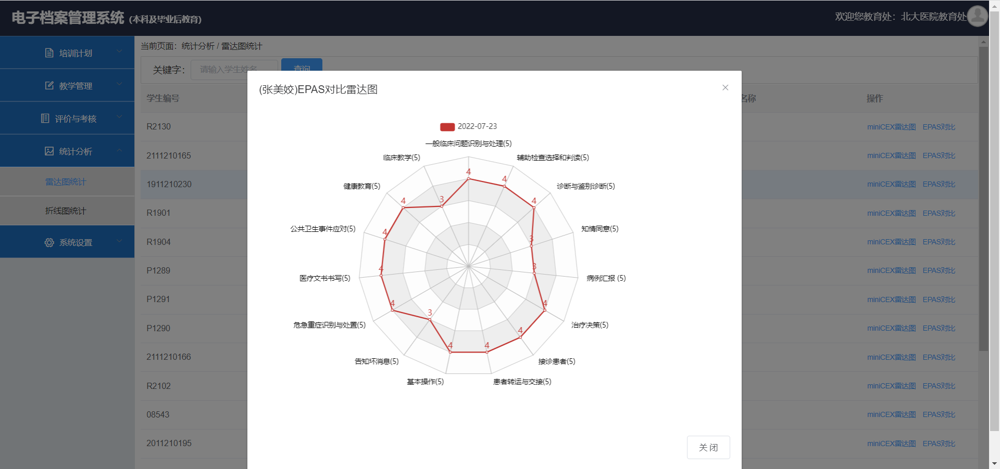 电子档案管理系统 (本科及毕业后教育)
欢迎您教育处：北大医院教育处
培训计划
教学管理
评价与考核
统计分析
雷达图统计
折线图统计
系统设置
当前页面：统计分析 / 雷达图统计
关键字： 请输入学生姓名 查询
学生编号 名称 操作
R2130 miniCEX雷达图 EPAS对比
2111210165 miniCEX雷达图 EPAS对比
1911210230 miniCEX雷达图 EPAS对比
R1901 miniCEX雷达图 EPAS对比
R1904 miniCEX雷达图 EPAS对比
P1289 miniCEX雷达图 EPAS对比
P1291 miniCEX雷达图 EPAS对比
P1290 miniCEX雷达图 EPAS对比
2111210166 miniCEX雷达图 EPAS对比
R2102 miniCEX雷达图 EPAS对比
08543 miniCEX雷达图 EPAS对比
2011210195 miniCEX雷达图 EPAS对比
(张美姣)EPAS对比雷达图
2022-07-23
一般临床问题识别与处理(5)
临床教学(5)
辅助检查选择和判读(5)
健康教育(5)
诊断与鉴别诊断(5)
公共卫生事件应对(5)
知情同意(5)
医疗文书书写(5)
病例汇报 (5)
危急重症识别与处置(5)
治疗决策(5)
告知坏消息(5)
接诊患者(5)
基本操作(5)
患者转运与交接(5)
4
4
4
3
4
4
3
4
3
4
4
3
4
4
4
关 闭